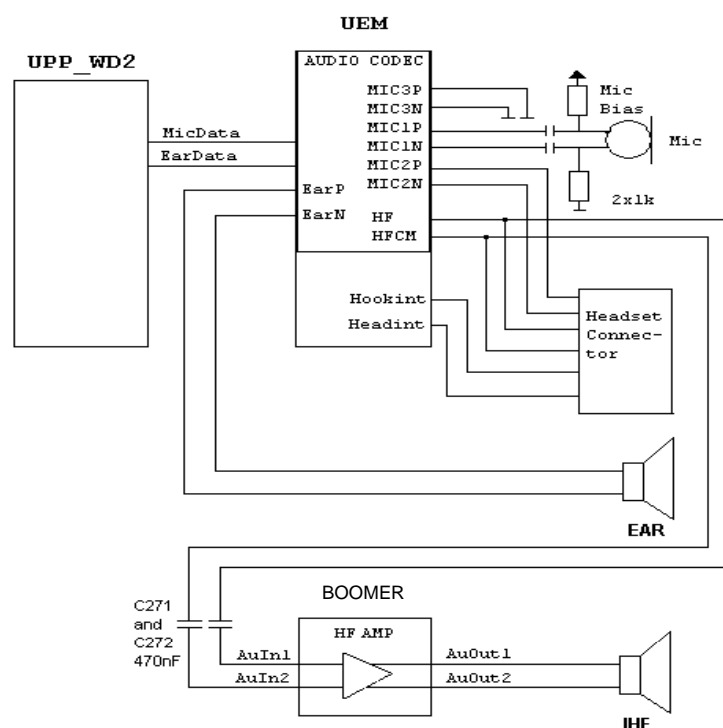 UEM
UPP_WD2
AUDIO CODEC
MIC3P
MIC3N
MIC1P
MIC1N
MIC2P
MIC2N
Mic
Bias
Mic
2x1k
MicData
EarData
EarP
EarN
HF
HFCM
Hookint
Headint
Headset
Connec-
tor
EAR
BOOMER
C271
and
C272
470nF
HF AMP
AuIn1
AuIn2
AuOut1
AuOut2
IHF